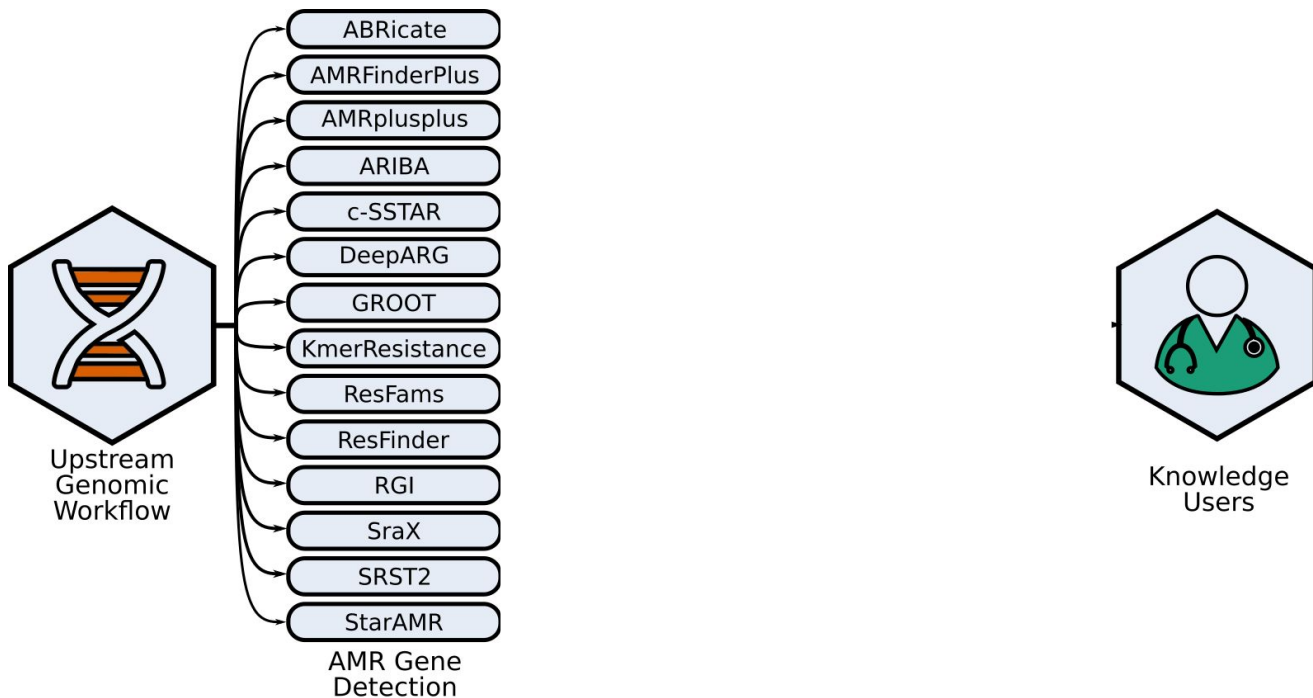 ABRicate
AMRFinderPlus
AMRplusplus
ARIBA
c-SSTAR
DeepARG
GROOT
KmerResistance
ResFams
ResFinder
RGI
SraX
SRST2
StarAMR
AMR Gene
Detection
Upstream
Genomic
Workflow
Knowledge
Users